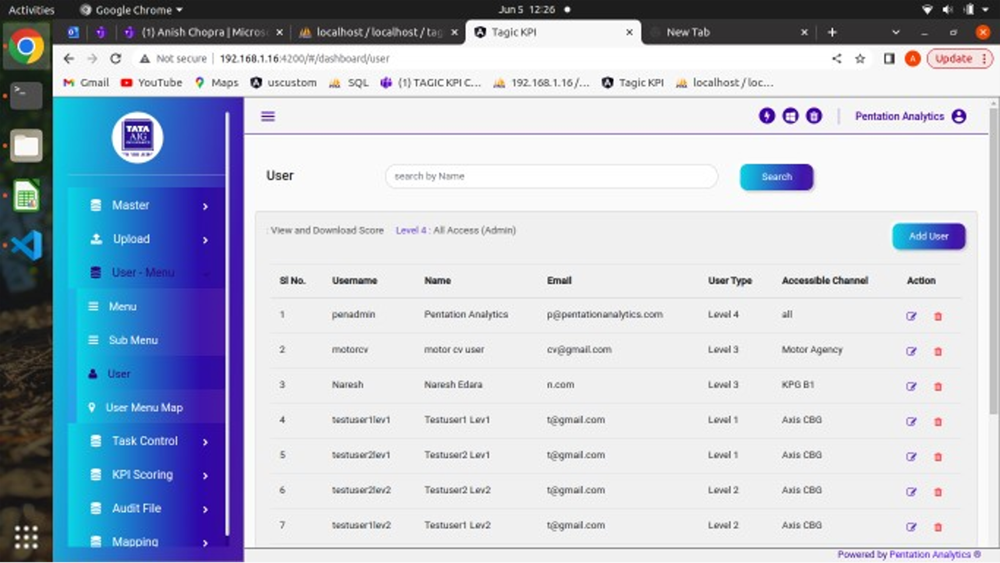 Activities Google Chrome Jun 5 12:26
(1) Anish Chopra | Micros localhost / localhost / tag Tagic KPI New Tab
Not secure 192.168.1.16:4200/#/dashboard/user A Update
Gmail YouTube Maps uscustom SQL (1) TAGIC KPI C... 192.168.1.16 /... Tagic KPI localhost / loc...
TATA
AIG
Pentation Analytics
User search by Name Search
Master
Upload
User - Menu
Menu
Sub Menu
User
User Menu Map
Task Control
KPI Scoring
Audit File
Mapping
: View and Download Score Level 4 : All Access (Admin) Add User
Sl No. Username Name Email User Type Accessible Channel Action
1 penadmin Pentation Analytics p@pentationanalytics.com Level 4 all
2 motorcv motor cv user cv@gmail.com Level 3 Motor Agency
3 Naresh Naresh Edara n.com Level 3 KPG B1
4 testuser1lev1 Testuser1 Lev1 t@gmail.com Level 1 Axis CBG
5 testuser2lev1 Testuser2 Lev1 t@gmail.com Level 1 Axis CBG
6 testuser2lev2 Testuser2 Lev2 t@gmail.com Level 2 Axis CBG
7 testuser1lev2 Testuser1 Lev2 t@gmail.com Level 2 Axis CBG
Powered by Pentation Analytics ®